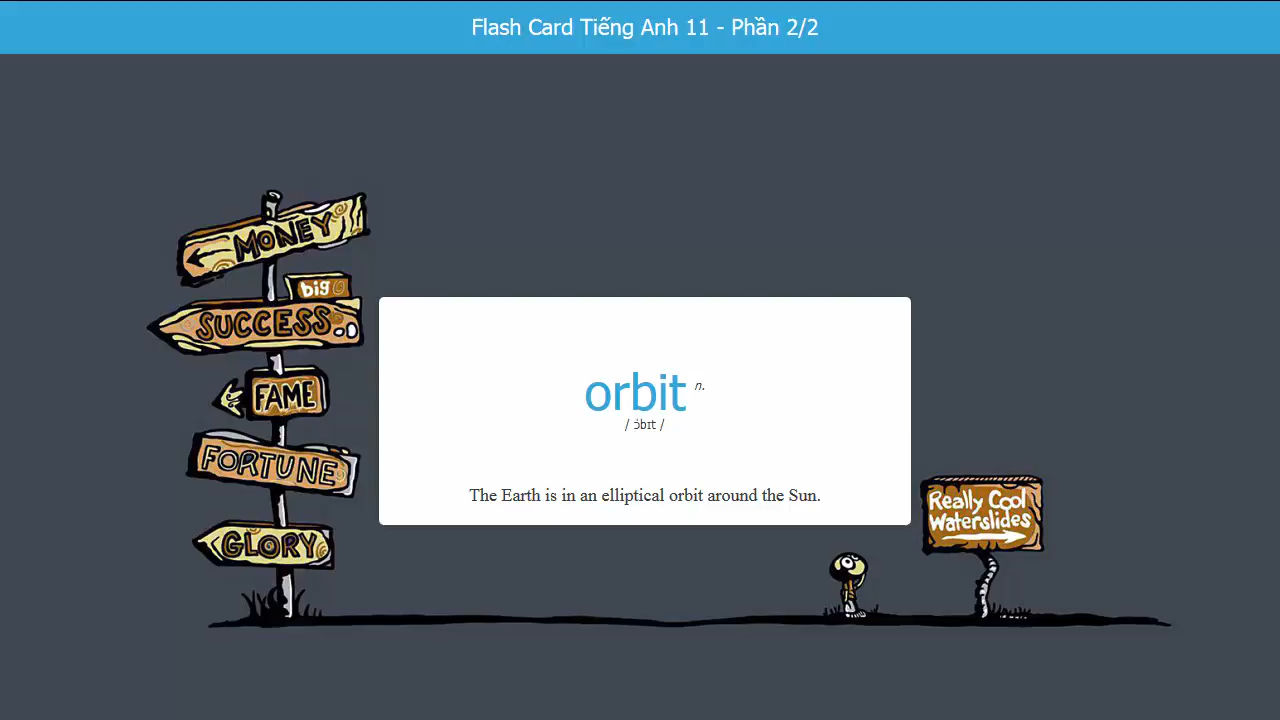 Flash Card Tiếng Anh 11 - Phần 2/2
MONEY
big
SUCCESS..
FAME
FORTUNE
GLORY
orbit n.
/ ɔ́bɪt /
The Earth is in an elliptical orbit around the Sun.
Really Cool
Waterslides